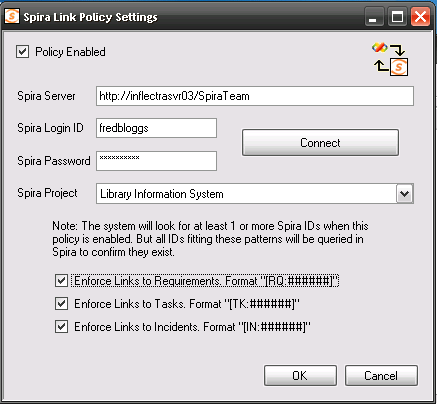 Spira Link Policy Settings
Policy Enabled
Spira Server http://inflectrasvr03/SpiraTeam
Spira Login ID fredbloggs
Connect
Spira Password **********
Spira Project Library Information System
Note: The system will look for at least 1 or more Spira IDs when this
policy is enabled. But all IDs fitting these patterns will be queried in
Spira to confirm they exist.
Enforce Links to Requirements. Format "[RQ:######]"
Enforce Links to Tasks. Format "[TK:######]"
Enforce Links to Incidents. Format "[IN:######]"
OK Cancel